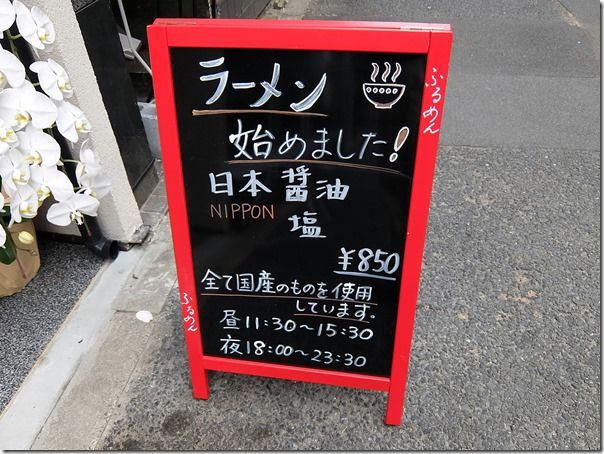 ラーメン
ふるめん
始めました!
日本 醤油
NIPPON 塩
¥850
全て国産のものを使用
しています。
ふるめん
昼11:30〜15:30
夜18:00〜23:30